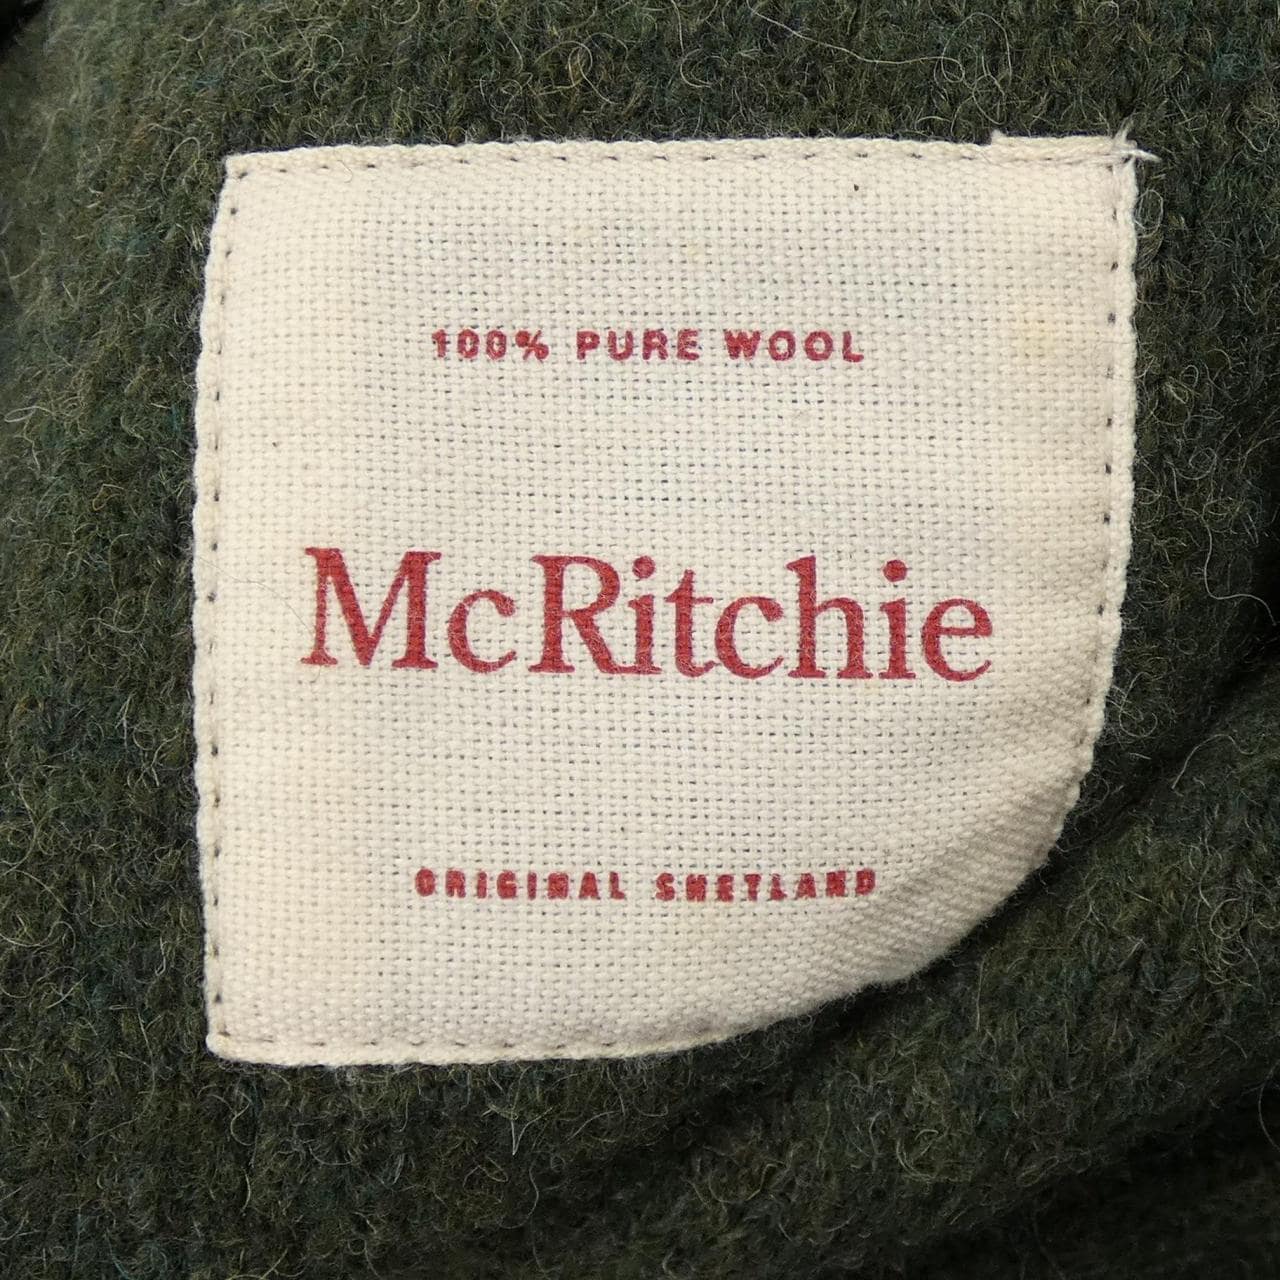 100% PURE WOOL
McRitchie
ORIGINAL SHETLAND